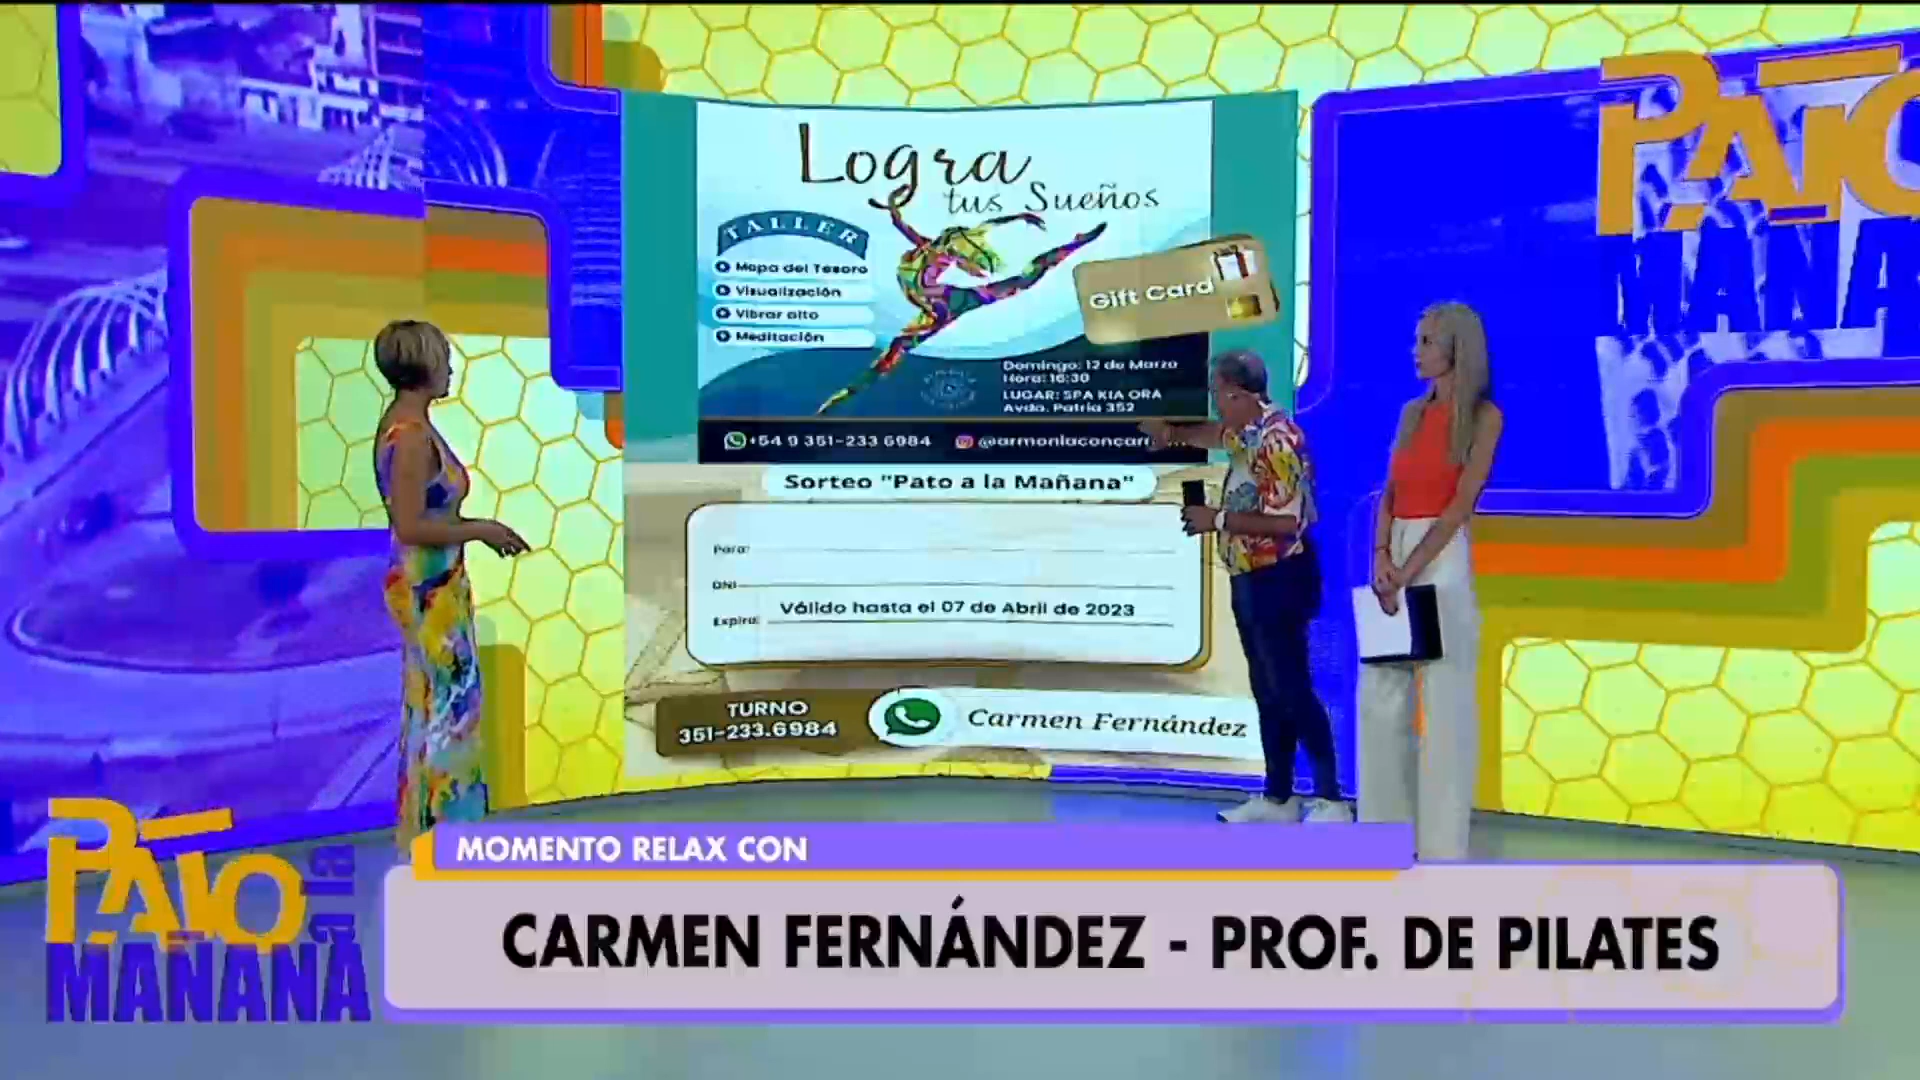 Logra
tus Sueños
TALLER
Mapa del Tesoro
Visualización
Vibrar alto
Meditación
Gift Card
Domingo: 12 de Marzo
Hora: 16:30
LUGAR: SPA KIA ORA
Avda. Patria 352
+54 9 351-233 6984
Sorteo "Pato a la Mañana"
Para:
DNI
Válido hasta el 07 de Abril de 2023
Expira:
TURNO
351-233.6984
Carmen Fernández
PATO
MAÑANA
PATO
a la
MAÑANA
MOMENTO RELAX CON
CARMEN FERNÁNDEZ - PROF. DE PILATES